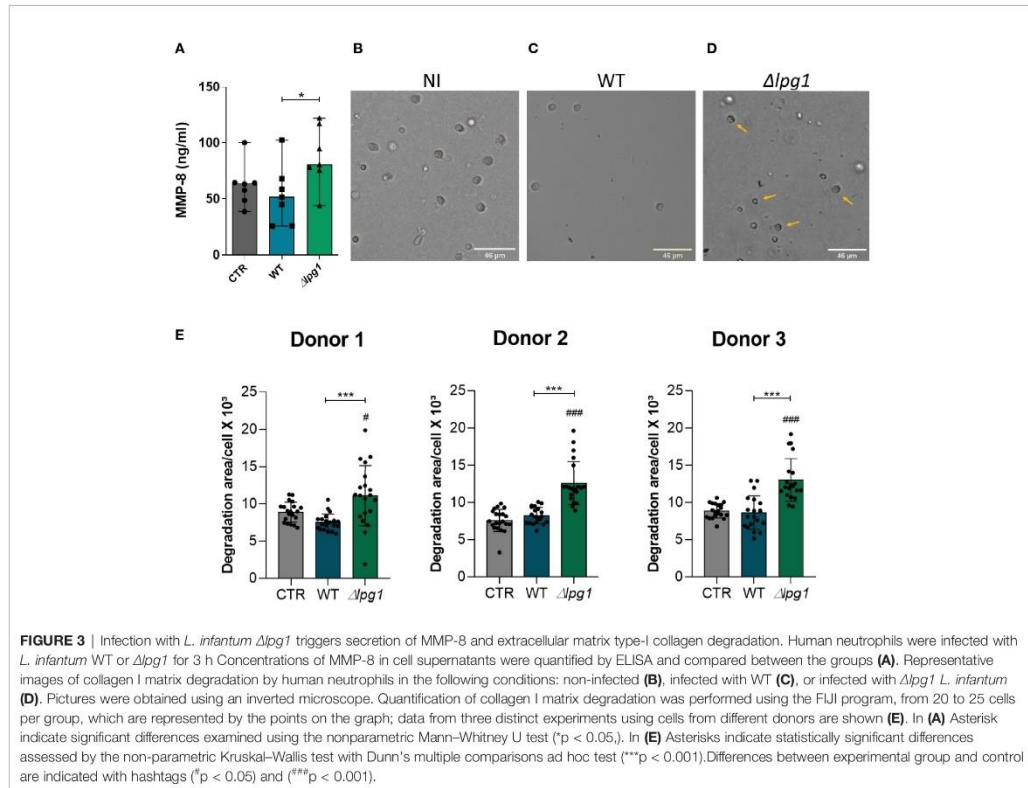 A
B
C
D
NI
WT
Δlpg1
*
150
100
50
0
MMP-8 (ng/ml)
CTR
WT
Δlpg1
46 µm
46 µm
46 µm
E
Donor 1
Donor 2
Donor 3
Degradation area/cell X 10³
25
20
15
10
5
0
***
#
CTR WT Δlpg1
Degradation area/cell X 10³
25
20
15
10
5
0
***
###
CTR WT Δlpg1
Degradation area/cell X 10³
25
20
15
10
5
0
***
###
CTR WT Δlpg1
FIGURE 3 | Infection with L. infantum Δlpg1 triggers secretion of MMP-8 and extracellular matrix type-I collagen degradation. Human neutrophils were infected with
L. infantum WT or Δlpg1 for 3 h Concentrations of MMP-8 in cell supernatants were quantified by ELISA and compared between the groups (A). Representative
images of collagen I matrix degradation by human neutrophils in the following conditions: non-infected (B), infected with WT (C), or infected with Δlpg1 L. infantum
(D). Pictures were obtained using an inverted microscope. Quantification of collagen I matrix degradation was performed using the FIJI program, from 20 to 25 cells
per group, which are represented by the points on the graph; data from three distinct experiments using cells from different donors are shown (E). In (A) Asterisk
indicate significant differences examined using the nonparametric Mann–Whitney U test (*p < 0.05,). In (E) Asterisks indicate statistically significant differences
assessed by the non-parametric Kruskal–Wallis test with Dunn's multiple comparisons ad hoc test (***p < 0.001).Differences between experimental group and control
are indicated with hashtags (#p < 0.05) and (###p < 0.001).